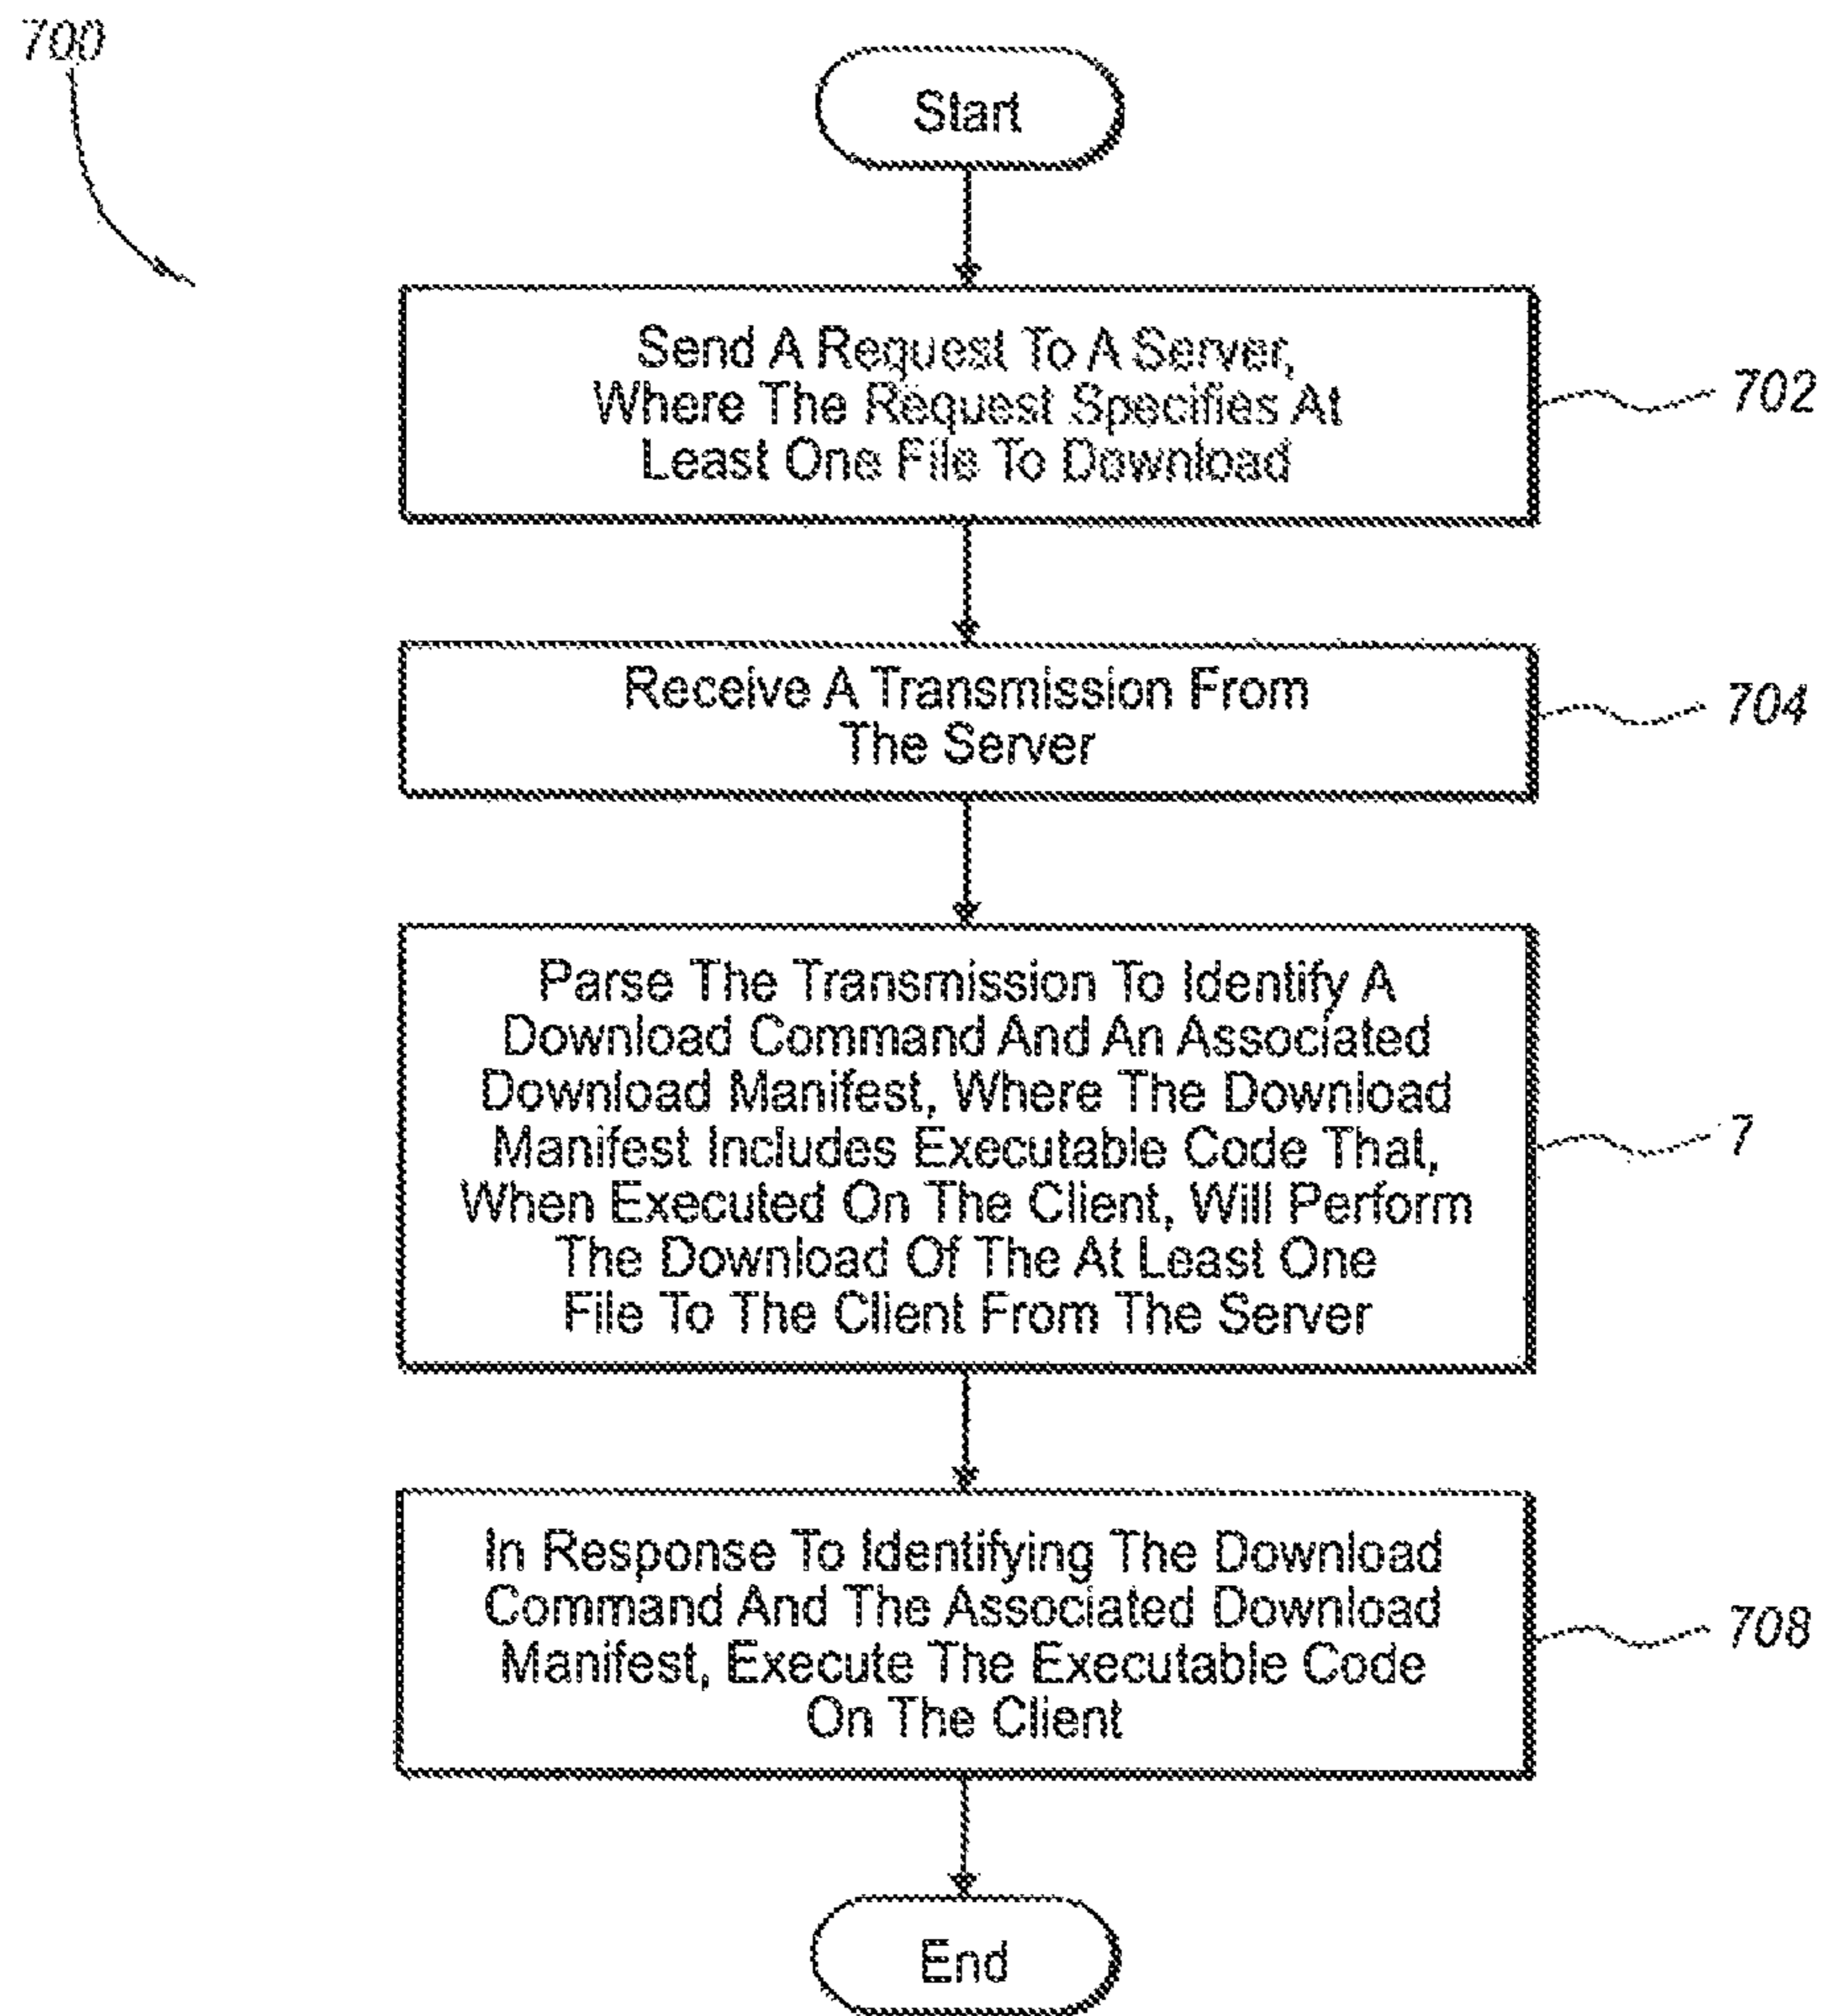 700
Start
Send A Request To A Server,
Where The Request Specifies At
Least One File To Download
702
Receive A Transmission From
The Server
704
Parse The Transmission To Identify A
Download Command And An Associated
Download Manifest, Where The Download
Manifest Includes Executable Code That,
When Executed On The Client, Will Perform
The Download Of The At Least One
File To The Client From The Server
7
In Response To Identifying The Download
Command And The Associated Download
Manifest, Execute The Executable Code
On The Client
708
End